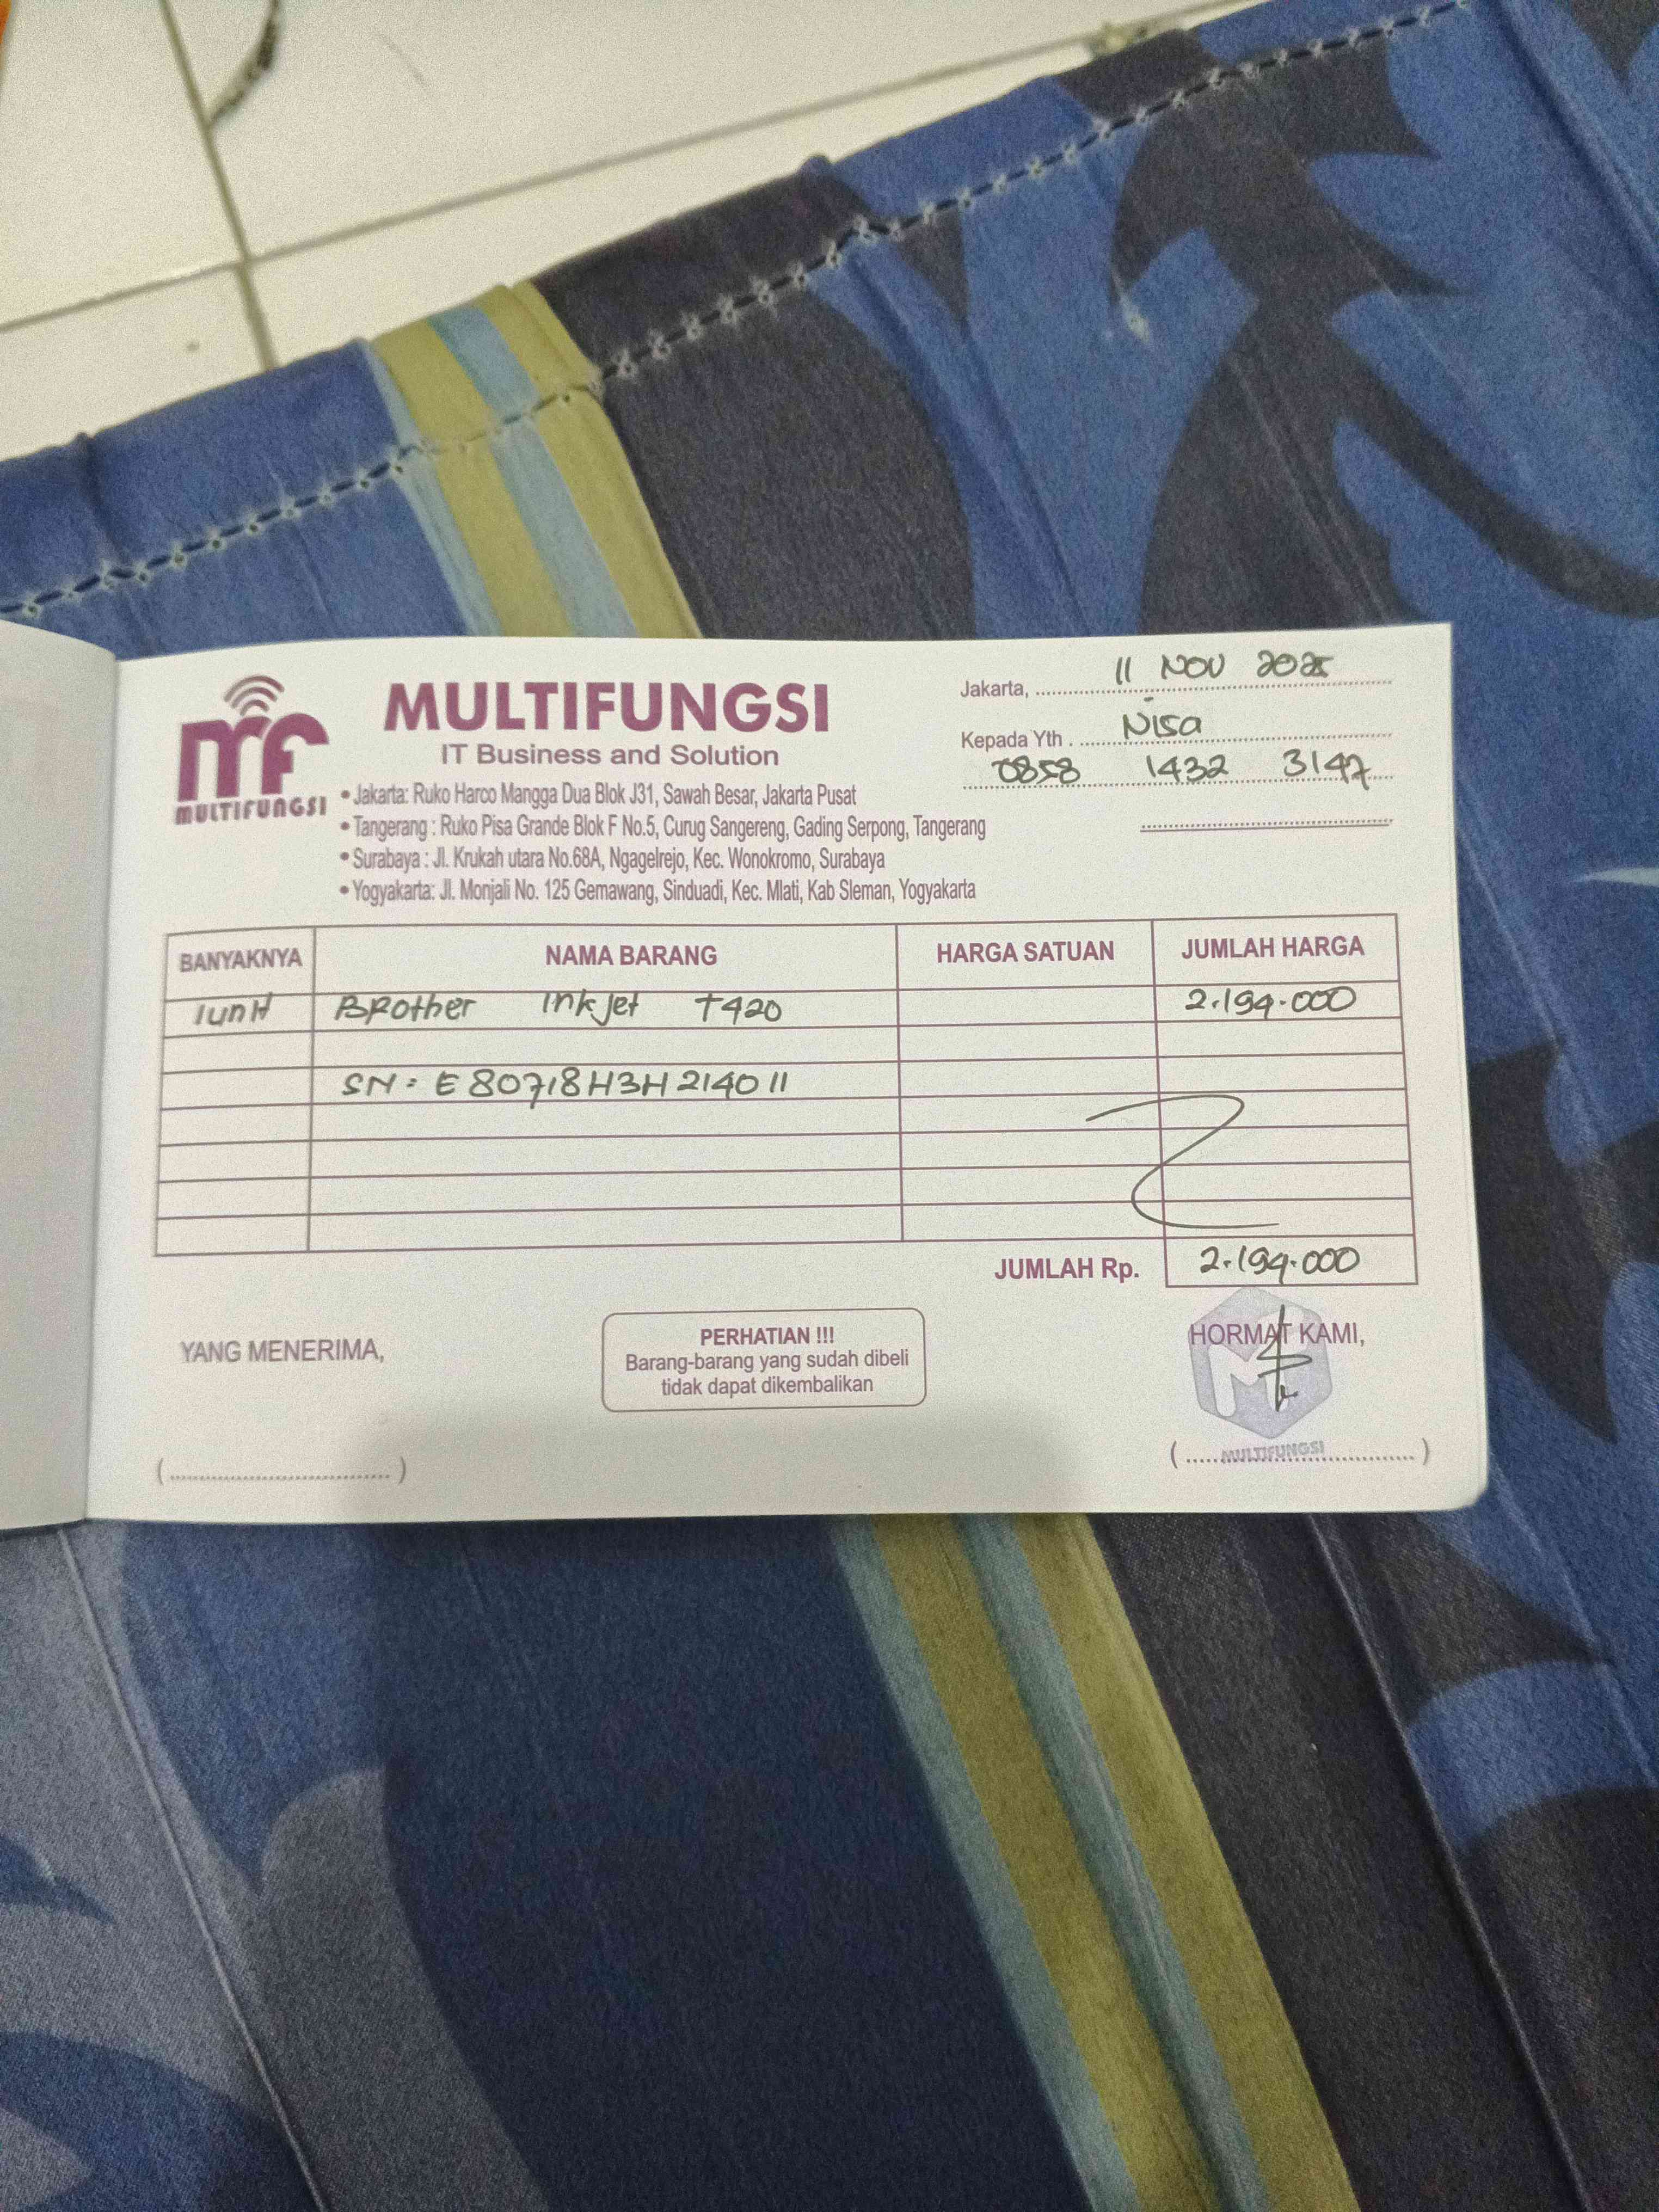 MULTIFUNGSI
MULTIFUNGSI
IT Business and Solution
• Jakarta: Ruko Harco Mangga Dua Blok J31, Sawah Besar, Jakarta Pusat
• Tangerang : Ruko Pisa Grande Blok F No.5, Curug Sangereng, Gading Serpong, Tangerang
• Surabaya : Jl. Krukah utara No.68A, Ngagelrejo, Kec. Wonokromo, Surabaya
• Yogyakarta: Jl. Monjali No. 125 Gemawang, Sinduadi, Kec. Mlati, Kab Sleman, Yogyakarta
Jakarta, 11 NOV 2025
Kepada Yth . Nisa
0858 1432 3147
BANYAKNYA NAMA BARANG HARGA SATUAN JUMLAH HARGA
1 unit Brother Inkjet T420 2.194.000
SN: E80718H3H214011
JUMLAH Rp. 2.194.000
YANG MENERIMA,
PERHATIAN !!!
Barang-barang yang sudah dibeli
tidak dapat dikembalikan
HORMAT KAMI,
MULTIFUNGSI